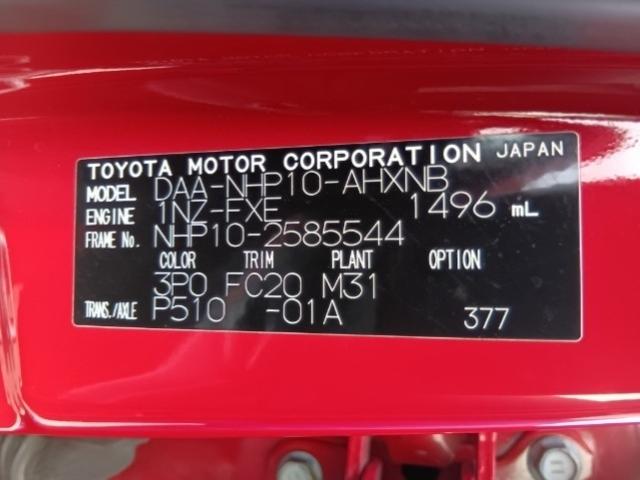 TOYOTA MOTOR CORPORATION JAPAN
MODEL DAA-NHP10-AHXNB
ENGINE 1NZ-FXE 1496 mL
FRAME No. NHP10-2585544
COLOR TRIM PLANT OPTION
3P0 FC20 M31
TRANS./AXLE P510 -01A 377